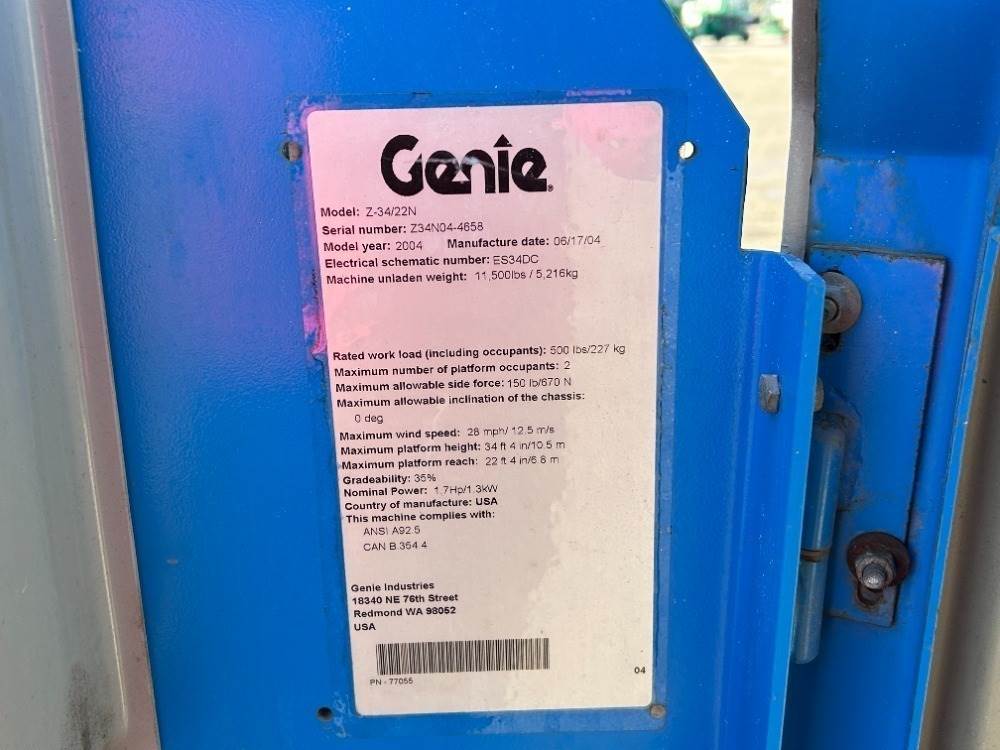 Genie
Model: Z-34/22N
Serial number: Z34N04-4658
Model year: 2004 Manufacture date: 06/17/04
Electrical schematic number: ES34DC
Machine unladen weight: 11,500lbs / 5,216kg
Rated work load (including occupants): 500 lbs/227 kg
Maximum number of platform occupants: 2
Maximum allowable side force: 150 lb/670 N
Maximum allowable inclination of the chassis:
0 deg
Maximum wind speed: 28 mph/ 12.5 m/s
Maximum platform height: 34 ft 4 in/10.5 m
Maximum platform reach: 22 ft 4 in/6.8 m
Gradeability: 35%
Nominal Power: 1.7Hp/1.3kW
Country of manufacture: USA
This machine complies with:
ANSI A92.5
CAN B.354.4
Genie Industries
18340 NE 76th Street
Redmond WA 98052
USA
PN - 77055
04